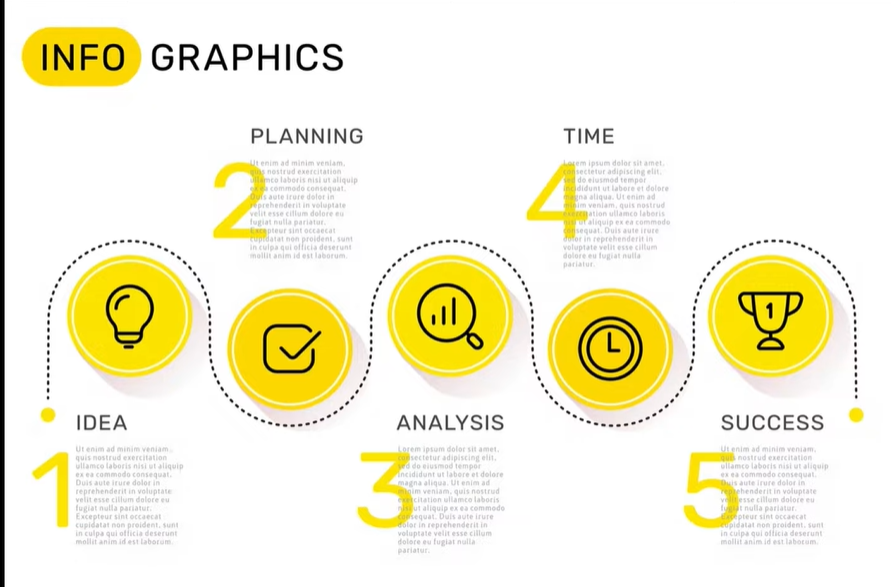 INFO GRAPHICS
PLANNING
2
Ut enim ad minim veniam,
quis nostrud exercitation
ullamco laboris nisi ut aliquip
ex ea commodo consequat.
Duis aute irure dolor in
reprehenderit in voluptate
velit esse cillum dolore eu
fugiat nulla pariatur.
Excepteur sint occaecat
cupidatat non proident, sunt
in culpa qui officia deserunt
mollit anim id est laborum.
TIME
4
Lorem ipsum dolor sit amet,
consectetur adipiscing elit,
sed do eiusmod tempor
incididunt ut labore et dolore
magna aliqua. Ut enim ad
minim veniam, quis nostrud
exercitation ullamco laboris
nisi ut aliquip ex ea commodo
consequat. Duis aute irure
dolor in reprehenderit in
voluptate velit esse cillum
dolore eu fugiat nulla
pariatur.
1
IDEA
1
Ut enim ad minim veniam,
quis nostrud exercitation
ullamco laboris nisi ut aliquip
ex ea commodo consequat.
Duis aute irure dolor in
reprehenderit in voluptate
velit esse cillum dolore eu
fugiat nulla pariatur.
Excepteur sint occaecat
cupidatat non proident, sunt
in culpa qui officia deserunt
mollit anim id est laborum.
ANALYSIS
3
Lorem ipsum dolor sit amet,
consectetur adipiscing elit,
sed do eiusmod tempor
incididunt ut labore et dolore
magna aliqua. Ut enim ad
minim veniam, quis nostrud
exercitation ullamco laboris
nisi ut aliquip ex ea commodo
consequat. Duis aute irure
dolor in reprehenderit in
voluptate velit esse cillum
dolore eu fugiat nulla
pariatur.
SUCCESS
5
Ut enim ad minim veniam,
quis nostrud exercitation
ullamco laboris nisi ut aliquip
ex ea commodo consequat.
Duis aute irure dolor in
reprehenderit in voluptate
velit esse cillum dolore eu
fugiat nulla pariatur.
Excepteur sint occaecat
cupidatat non proident, sunt
in culpa qui officia deserunt
mollit anim id est laborum.